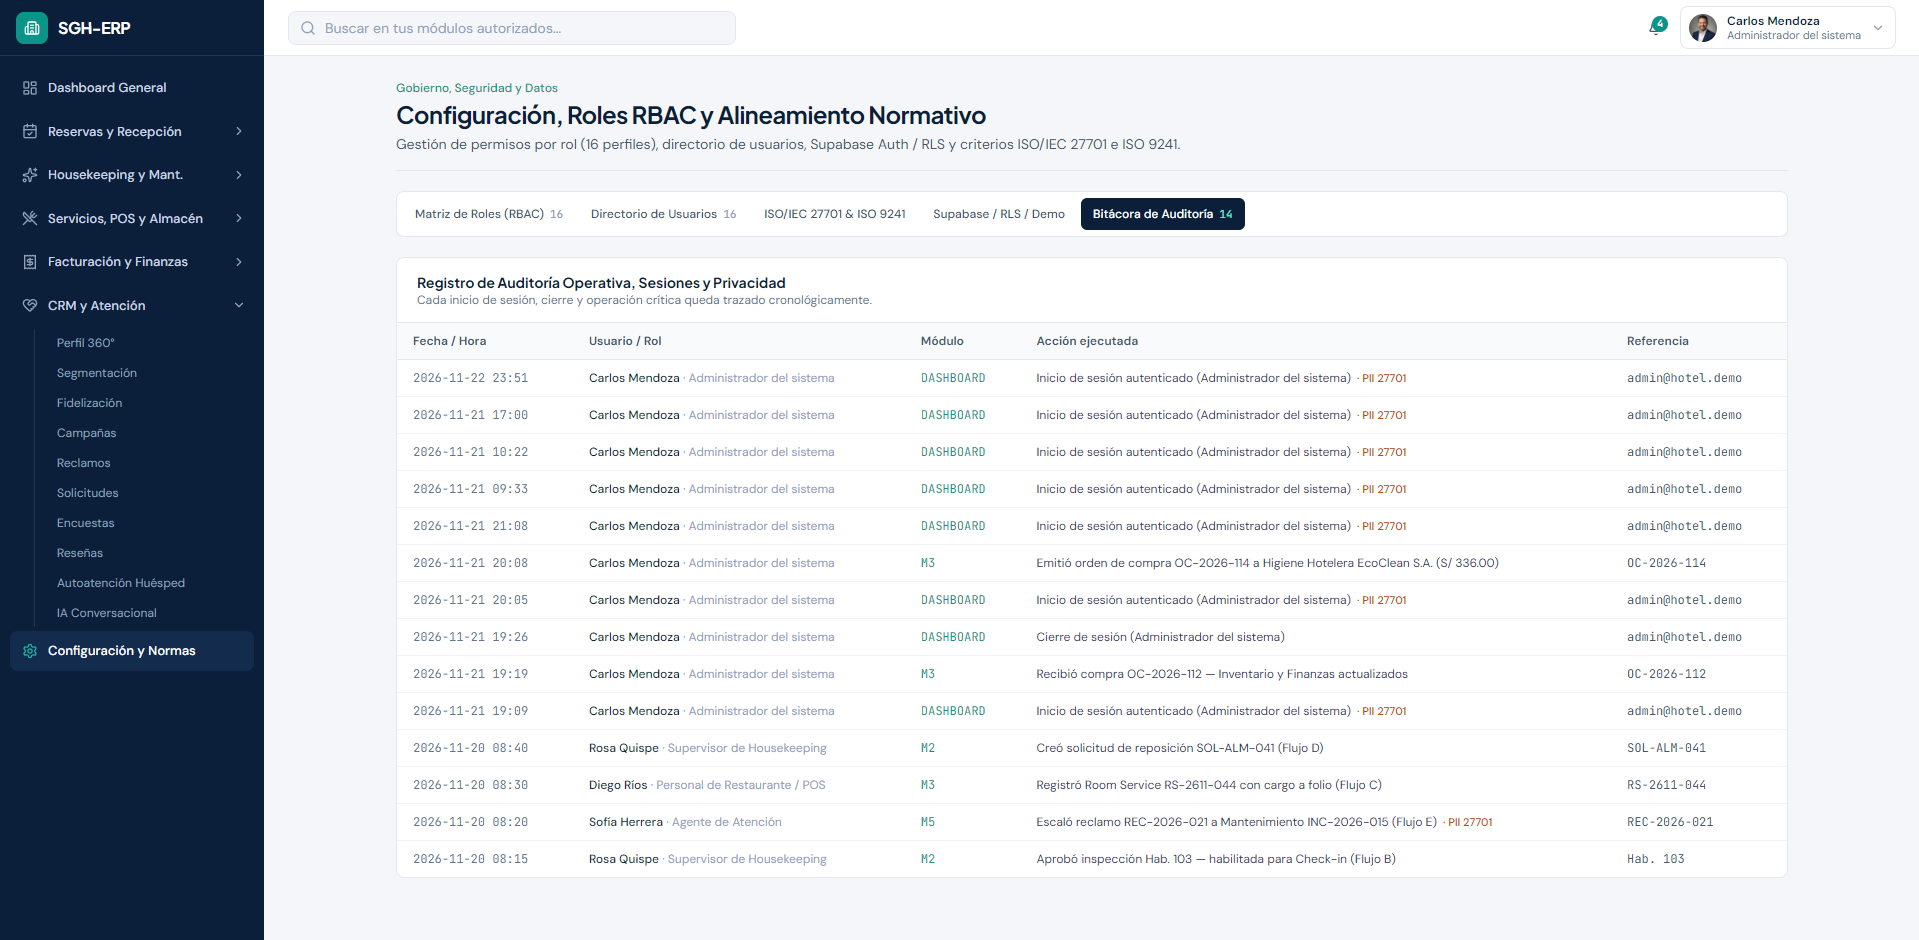 SGH-ERP
Buscar en tus módulos autorizados...
4
Carlos Mendoza
Administrador del sistema
Dashboard General
Reservas y Recepción
Housekeeping y Mant.
Servicios, POS y Almacén
Facturación y Finanzas
CRM y Atención
Perfil 360°
Segmentación
Fidelización
Campañas
Reclamos
Solicitudes
Encuestas
Reseñas
Autoatención Huésped
IA Conversacional
Configuración y Normas
Gobierno, Seguridad y Datos
Configuración, Roles RBAC y Alineamiento Normativo
Gestión de permisos por rol (16 perfiles), directorio de usuarios, Supabase Auth / RLS y criterios ISO/IEC 27701 e ISO 9241.
Matriz de Roles (RBAC) 16 Directorio de Usuarios 16 ISO/IEC 27701 & ISO 9241 Supabase / RLS / Demo Bitácora de Auditoría 14
Registro de Auditoría Operativa, Sesiones y Privacidad
Cada inicio de sesión, cierre y operación crítica queda trazado cronológicamente.
Fecha / Hora Usuario / Rol Módulo Acción ejecutada Referencia
2026-11-22 23:51 Carlos Mendoza · Administrador del sistema DASHBOARD Inicio de sesión autenticado (Administrador del sistema) · PII 27701 admin@hotel.demo
2026-11-21 17:00 Carlos Mendoza · Administrador del sistema DASHBOARD Inicio de sesión autenticado (Administrador del sistema) · PII 27701 admin@hotel.demo
2026-11-21 10:22 Carlos Mendoza · Administrador del sistema DASHBOARD Inicio de sesión autenticado (Administrador del sistema) · PII 27701 admin@hotel.demo
2026-11-21 09:33 Carlos Mendoza · Administrador del sistema DASHBOARD Inicio de sesión autenticado (Administrador del sistema) · PII 27701 admin@hotel.demo
2026-11-21 21:08 Carlos Mendoza · Administrador del sistema DASHBOARD Inicio de sesión autenticado (Administrador del sistema) · PII 27701 admin@hotel.demo
2026-11-21 20:08 Carlos Mendoza · Administrador del sistema M3 Emitió orden de compra OC-2026-114 a Higiene Hotelera EcoClean S.A. (S/ 336.00) OC-2026-114
2026-11-21 20:05 Carlos Mendoza · Administrador del sistema DASHBOARD Inicio de sesión autenticado (Administrador del sistema) · PII 27701 admin@hotel.demo
2026-11-21 19:26 Carlos Mendoza · Administrador del sistema DASHBOARD Cierre de sesión (Administrador del sistema) admin@hotel.demo
2026-11-21 19:19 Carlos Mendoza · Administrador del sistema M3 Recibió compra OC-2026-112 — Inventario y Finanzas actualizados OC-2026-112
2026-11-21 19:09 Carlos Mendoza · Administrador del sistema DASHBOARD Inicio de sesión autenticado (Administrador del sistema) · PII 27701 admin@hotel.demo
2026-11-20 08:40 Rosa Quispe · Supervisor de Housekeeping M2 Creó solicitud de reposición SOL-ALM-041 (Flujo D) SOL-ALM-041
2026-11-20 08:30 Diego Ríos · Personal de Restaurante / POS M3 Registró Room Service RS-2611-044 con cargo a folio (Flujo C) RS-2611-044
2026-11-20 08:20 Sofía Herrera · Agente de Atención M5 Escaló reclamo REC-2026-021 a Mantenimiento INC-2026-015 (Flujo E) · PII 27701 REC-2026-021
2026-11-20 08:15 Rosa Quispe · Supervisor de Housekeeping M2 Aprobó inspección Hab. 103 — habilitada para Check-in (Flujo B) Hab. 103